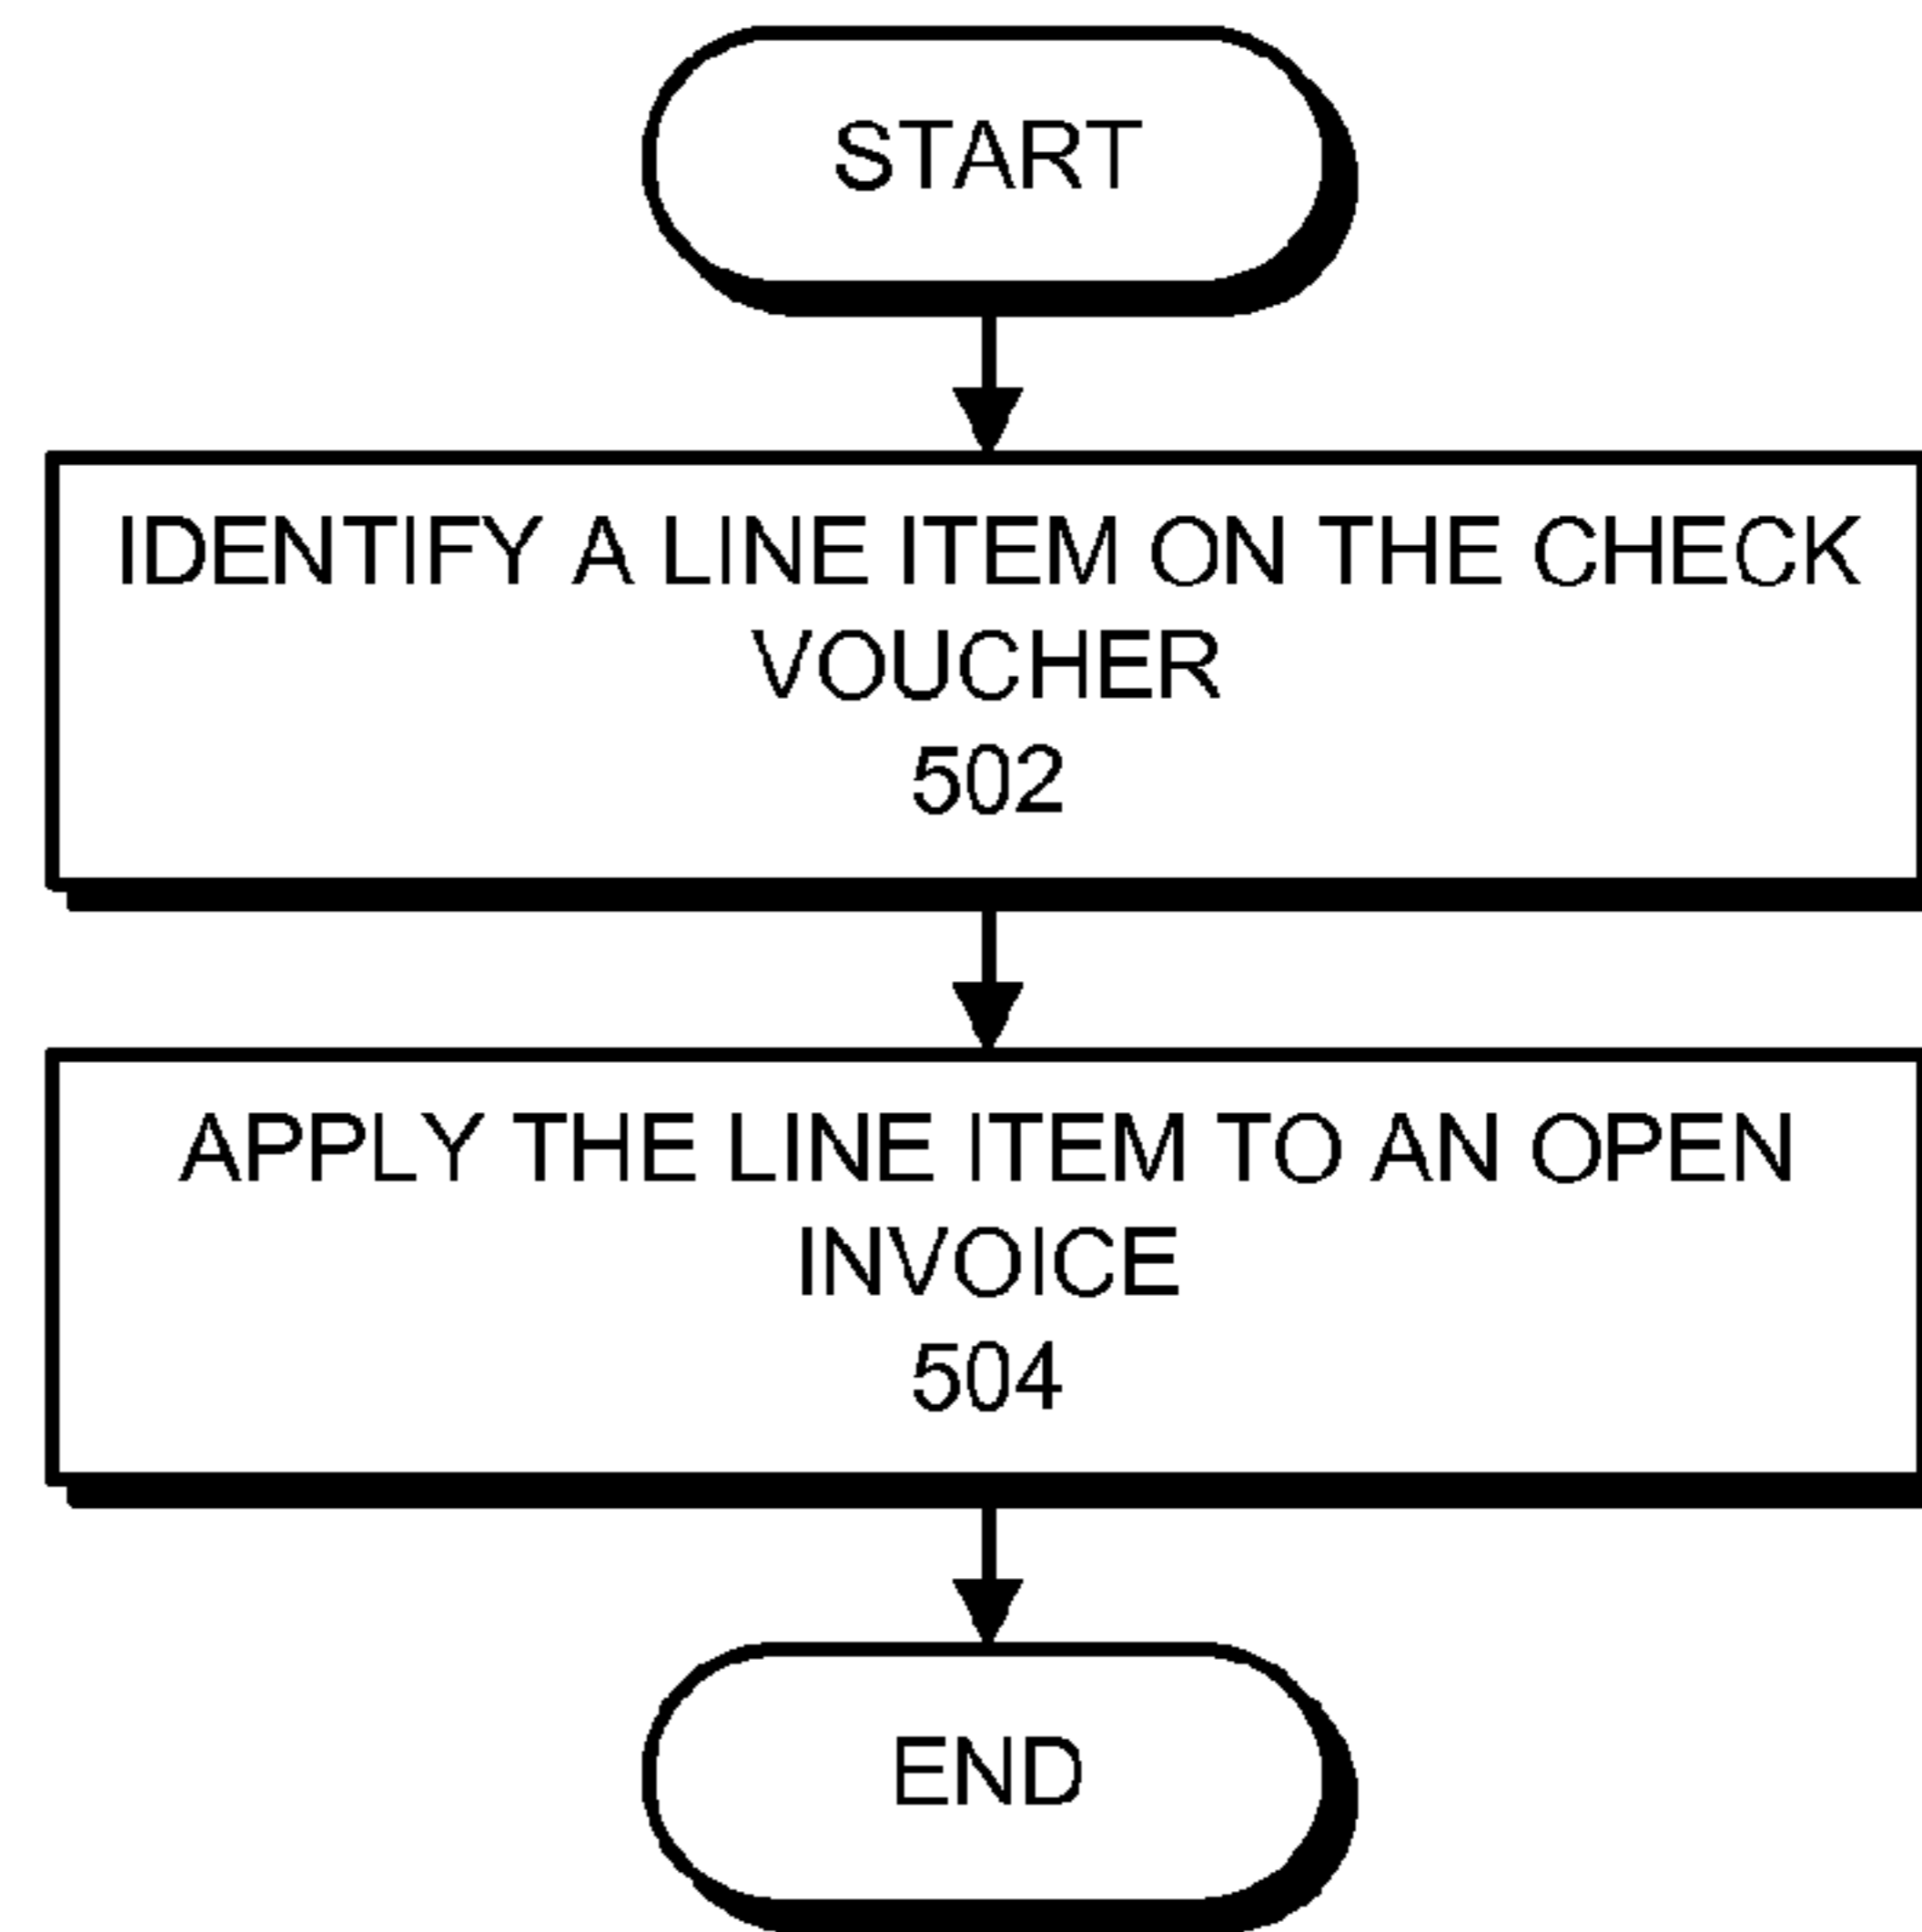 START
IDENTIFY A LINE ITEM ON THE CHECK
VOUCHER
502
APPLY THE LINE ITEM TO AN OPEN
INVOICE
504
END